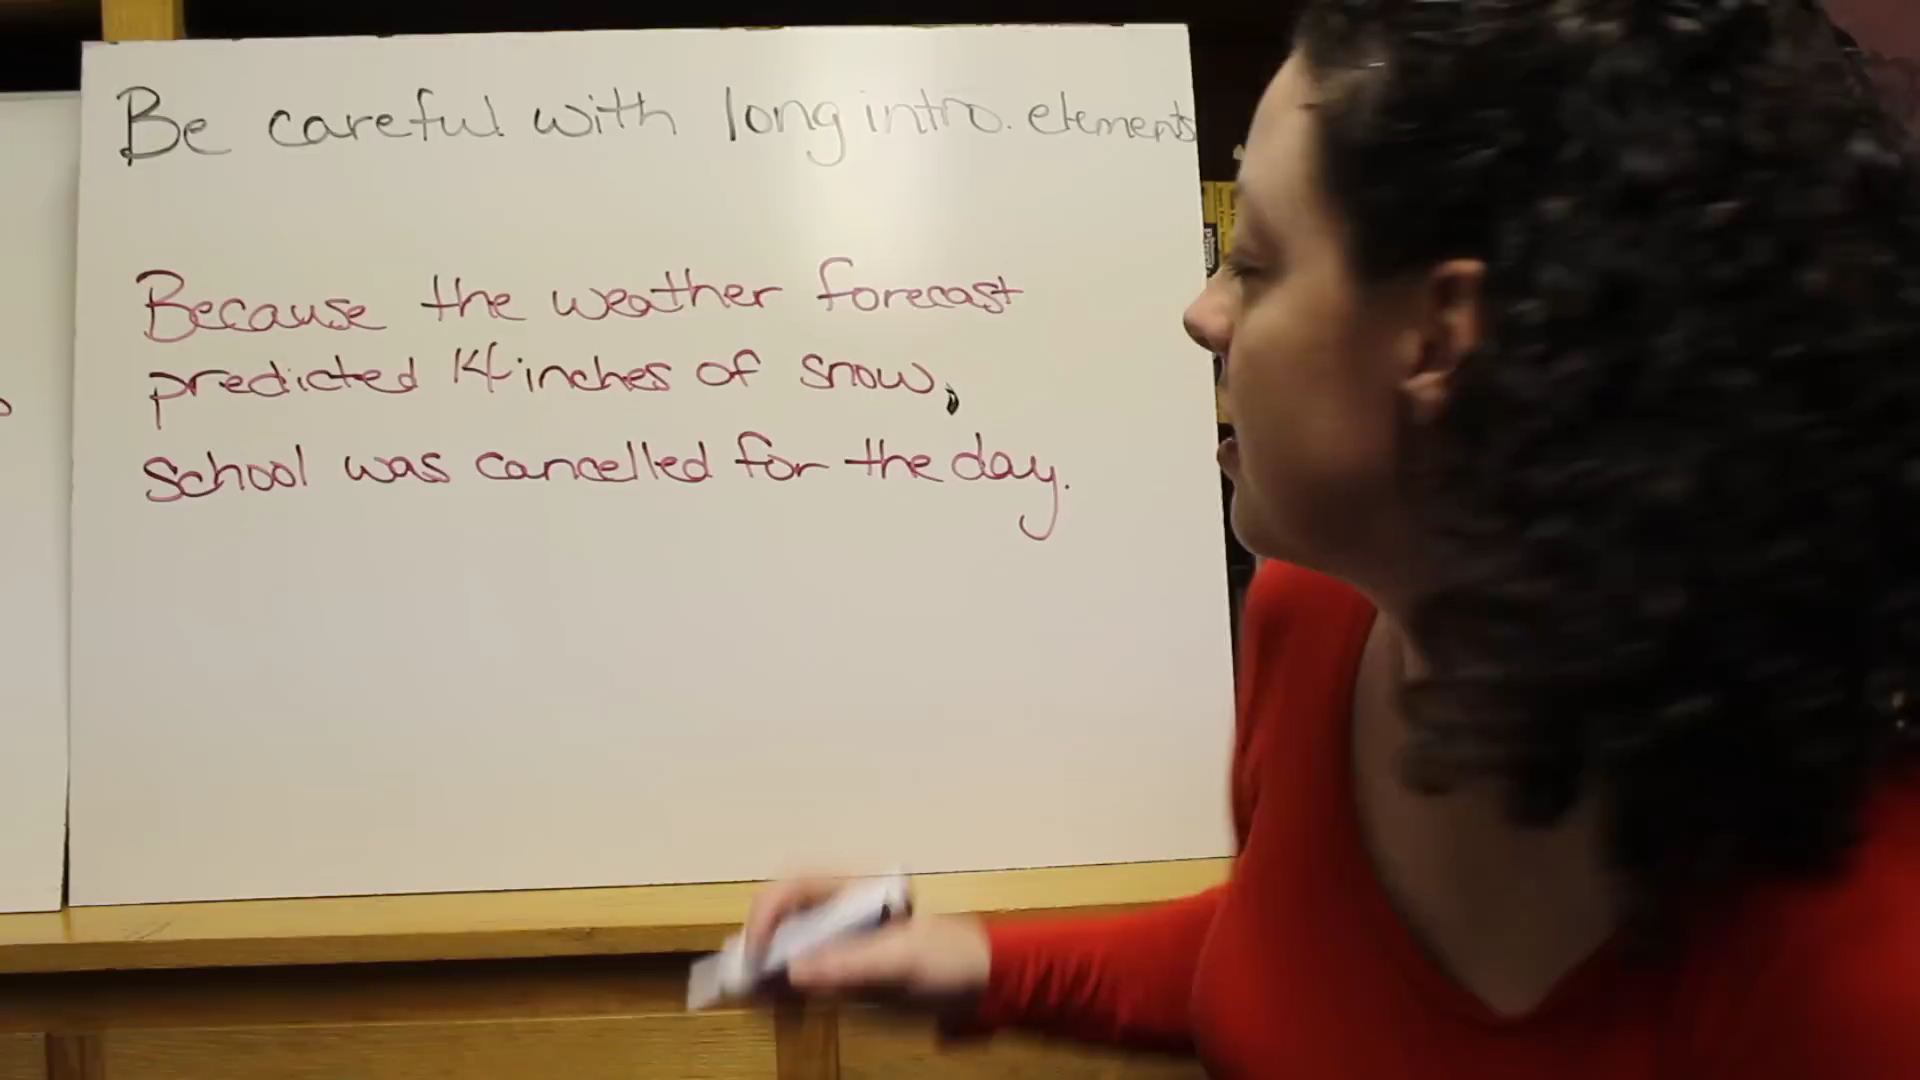 Be careful with long intro. elements
Because the weather forecast
predicted 14 inches of snow,
school was cancelled for the day.